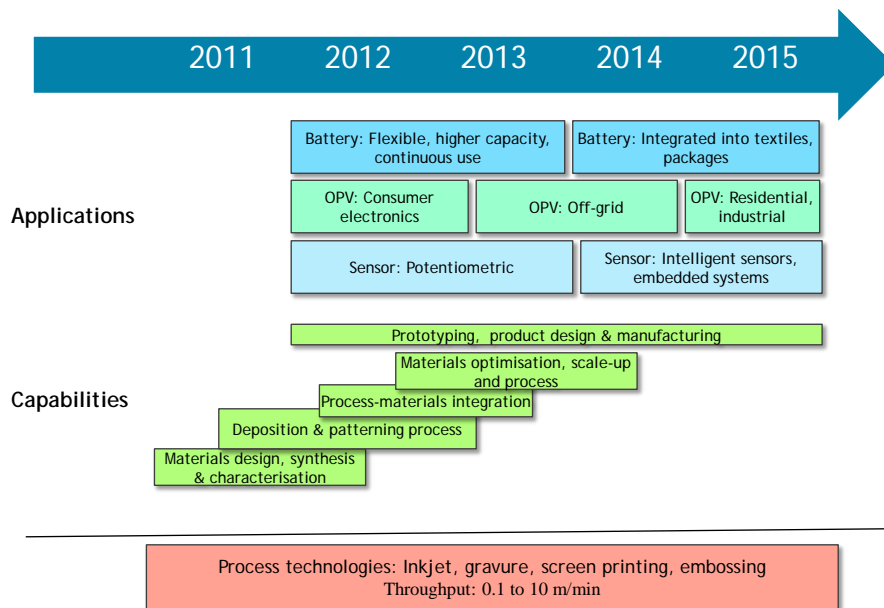 2011 2012 2013 2014 2015
Battery: Flexible, higher capacity,
continuous use
Battery: Integrated into textiles,
packages
Applications
OPV: Consumer
electronics
OPV: Off-grid
OPV: Residential,
industrial
Sensor: Potentiometric
Sensor: Intelligent sensors,
embedded systems
Prototyping, product design & manufacturing
Materials optimisation, scale-up
and process
Capabilities
Process-materials integration
Deposition & patterning process
Materials design, synthesis
& characterisation
Process technologies: Inkjet, gravure, screen printing, embossing
Throughput: 0.1 to 10 m/min